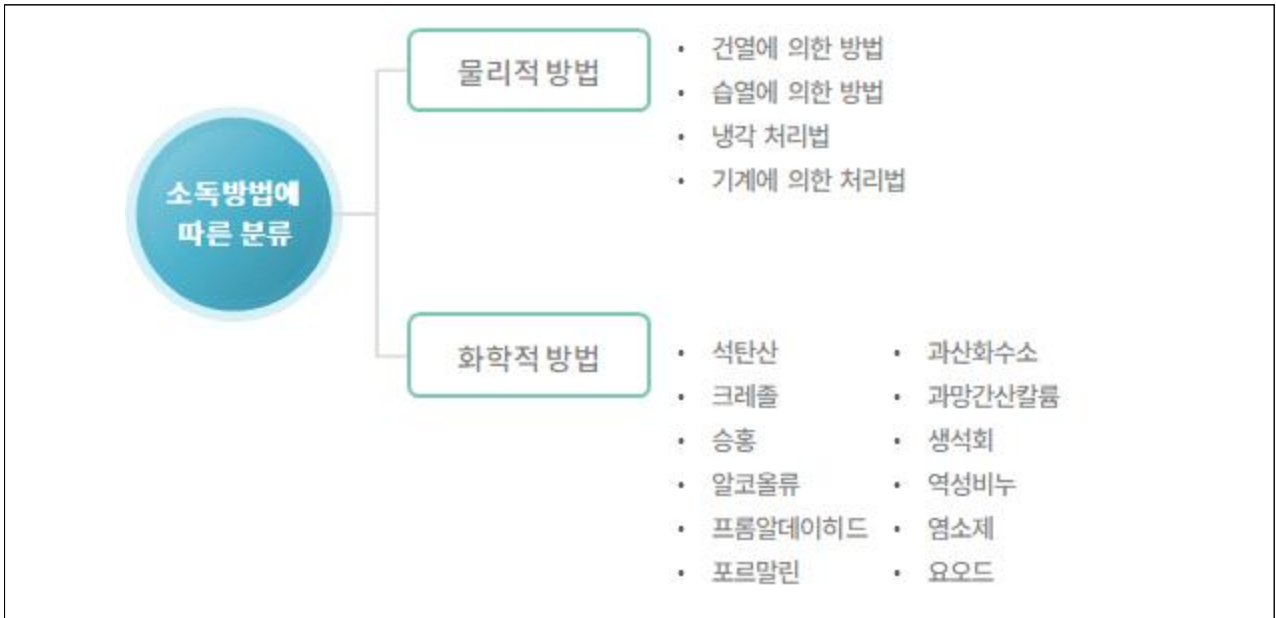 소독방법에
따른 분류
물리적 방법
• 건열에 의한 방법
• 습열에 의한 방법
• 냉각 처리법
• 기계에 의한 처리법
화학적 방법
• 석탄산
• 크레졸
• 승홍
• 알코올류
• 프롬알데이히드
• 포르말린
• 과산화수소
• 과망간산칼륨
• 생석회
• 역성비누
• 염소제
• 요오드